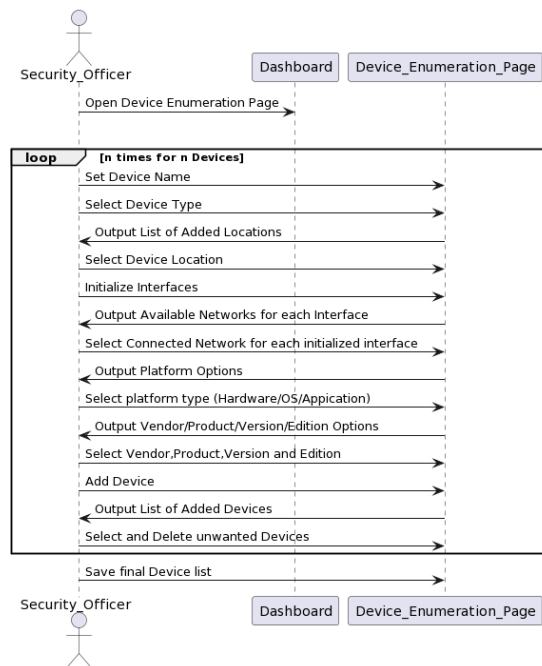 Security_Officer
Dashboard
Device_Enumeration_Page
Open Device Enumeration Page
loop
[n times for n Devices]
Set Device Name
Select Device Type
Output List of Added Locations
Select Device Location
Initialize Interfaces
Output Available Networks for each Interface
Select Connected Network for each initialized interface
Output Platform Options
Select platform type (Hardware/OS/Appication)
Output Vendor/Product/Version/Edition Options
Select Vendor,Product,Version and Edition
Add Device
Output List of Added Devices
Select and Delete unwanted Devices
Save final Device list
Security_Officer
Dashboard
Device_Enumeration_Page